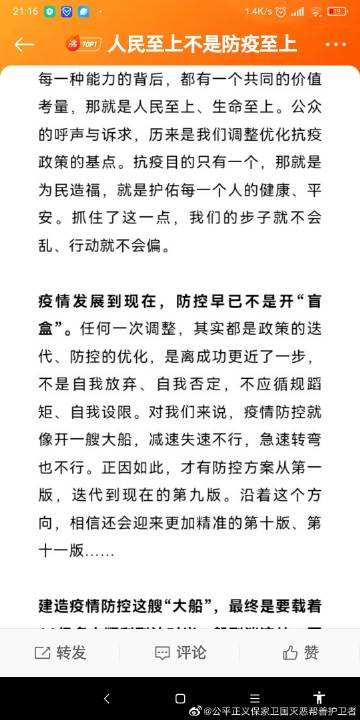 21:16
1.4K/s
59
沸 TOP1 人民至上不是防疫至上
每一种能力的背后，都有一个共同的价值
考量，那就是人民至上、生命至上。公众
的呼声与诉求，历来是我们调整优化抗疫
政策的基点。抗疫目的只有一个，那就是
为民造福，就是护佑每一个人的健康、平
安。抓住了这一点，我们的步子就不会
乱、行动就不会偏。
疫情发展到现在，防控早已不是开“盲
盒”。任何一次调整，其实都是政策的迭
代、防控的优化，是离成功更近了一步，
不是自我放弃、自我否定，不应循规蹈
矩、自我设限。对我们来说，疫情防控就
像开一艘大船，减速失速不行，急速转弯
也不行。正因如此，才有防控方案从第一
版，迭代到现在的第九版。沿着这个方
向，相信还会迎来更加精准的第十版、第
十一版……
建造疫情防控这艘“大船”，最终是要载着
转发 评论 赞
@公平正义保家卫国灭恶帮善护卫者